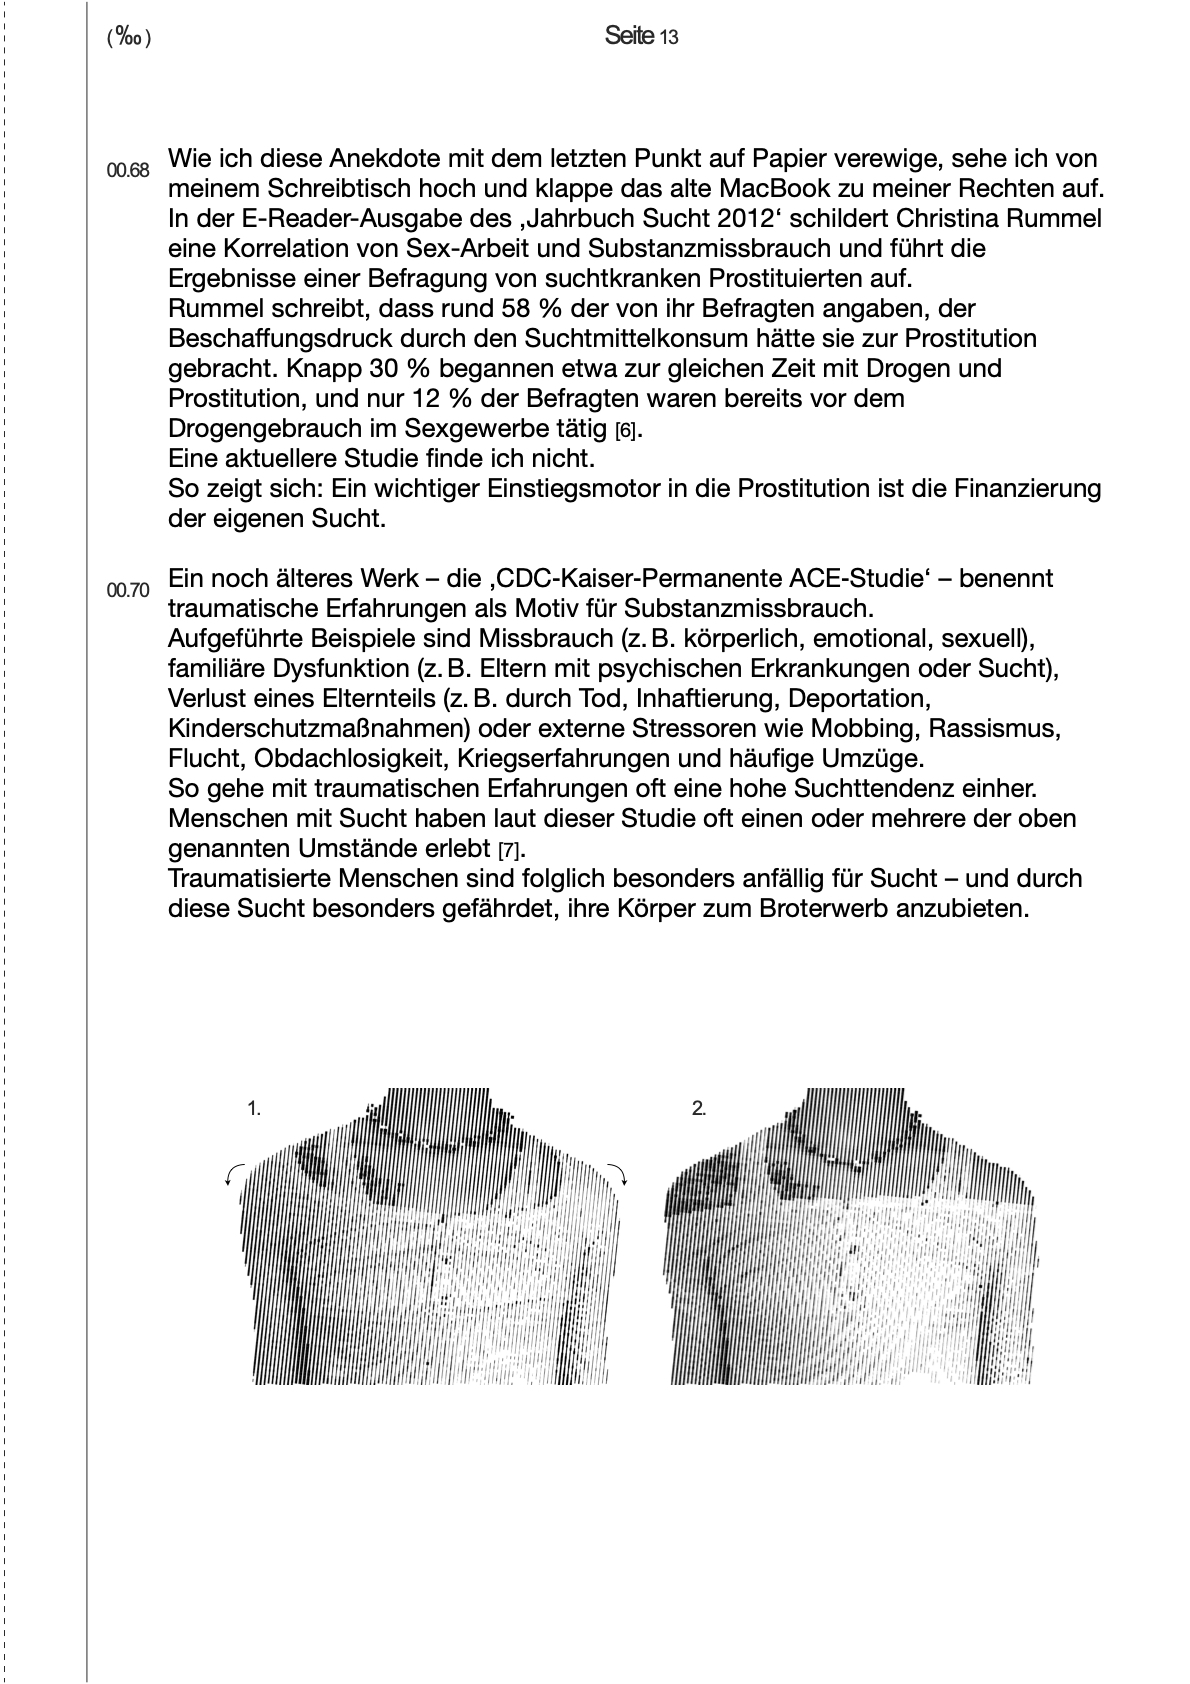 (‰)
Seite 13
00.68
Wie ich diese Anekdote mit dem letzten Punkt auf Papier verewige, sehe ich von
meinem Schreibtisch hoch und klappe das alte MacBook zu meiner Rechten auf.
In der E-Reader-Ausgabe des ‚Jahrbuch Sucht 2012‘ schildert Christina Rummel
eine Korrelation von Sex-Arbeit und Substanzmissbrauch und führt die
Ergebnisse einer Befragung von suchtkranken Prostituierten auf.
Rummel schreibt, dass rund 58 % der von ihr Befragten angaben, der
Beschaffungsdruck durch den Suchtmittelkonsum hätte sie zur Prostitution
gebracht. Knapp 30 % begannen etwa zur gleichen Zeit mit Drogen und
Prostitution, und nur 12 % der Befragten waren bereits vor dem
Drogengebrauch im Sexgewerbe tätig [6].
Eine aktuellere Studie finde ich nicht.
So zeigt sich: Ein wichtiger Einstiegsmotor in die Prostitution ist die Finanzierung
der eigenen Sucht.
00.70
Ein noch älteres Werk – die ‚CDC-Kaiser-Permanente ACE-Studie‘ – benennt
traumatische Erfahrungen als Motiv für Substanzmissbrauch.
Aufgeführte Beispiele sind Missbrauch (z. B. körperlich, emotional, sexuell),
familiäre Dysfunktion (z. B. Eltern mit psychischen Erkrankungen oder Sucht),
Verlust eines Elternteils (z. B. durch Tod, Inhaftierung, Deportation,
Kinderschutzmaßnahmen) oder externe Stressoren wie Mobbing, Rassismus,
Flucht, Obdachlosigkeit, Kriegserfahrungen und häufige Umzüge.
So gehe mit traumatischen Erfahrungen oft eine hohe Suchttendenz einher.
Menschen mit Sucht haben laut dieser Studie oft einen oder mehrere der oben
genannten Umstände erlebt [7].
Traumatisierte Menschen sind folglich besonders anfällig für Sucht – und durch
diese Sucht besonders gefährdet, ihre Körper zum Broterwerb anzubieten.
1.
2.